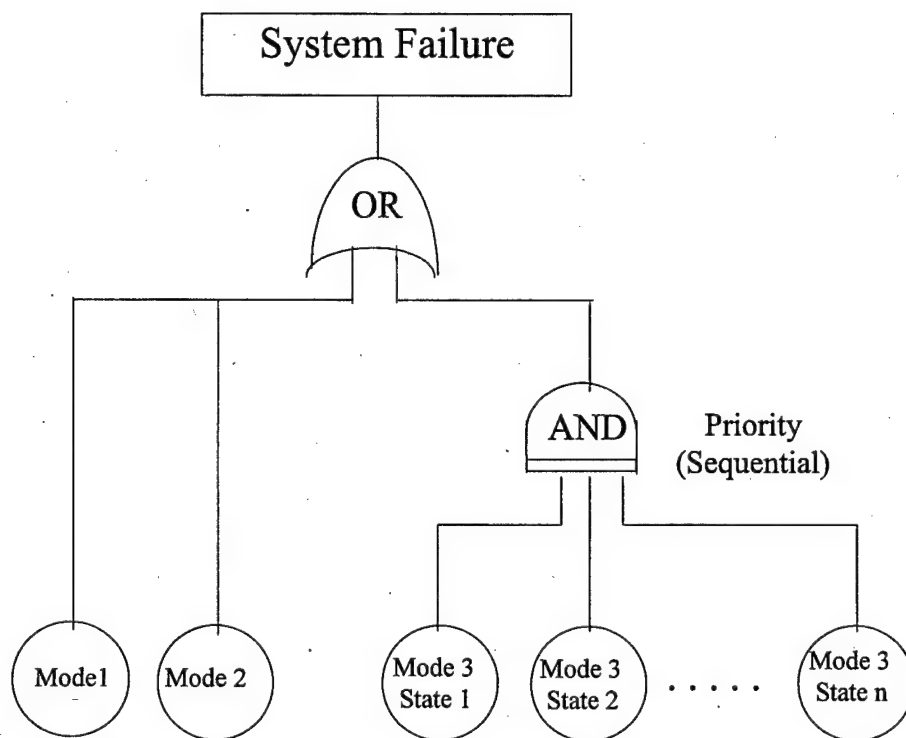 System Failure
OR
AND
Priority
(Sequential)
Mode1
Mode 2
Mode 3
State 1
Mode 3
State 2
. . . . .
Mode 3
State n